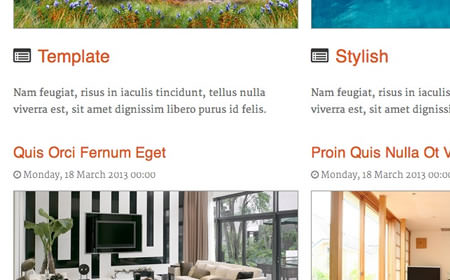 Template
Nam feugiat, risus in iaculis tincidunt, tellus nulla
viverra est, sit amet dignissim libero purus id felis.
Quis Orci Fernum Eget
Monday, 18 March 2013 00:00
Stylish
Nam feugiat, risus in iaculis
viverra est, sit amet dignissim
Proin Quis Nulla Ot
Monday, 18 March 2013 00:00